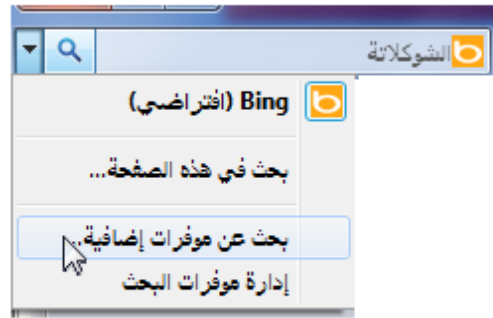 الشوكلاتة
Bing (افتراضي)
بحث في هذه الصفحة...
بحث عن موفرات إضافية...
إدارة موفرات البحث